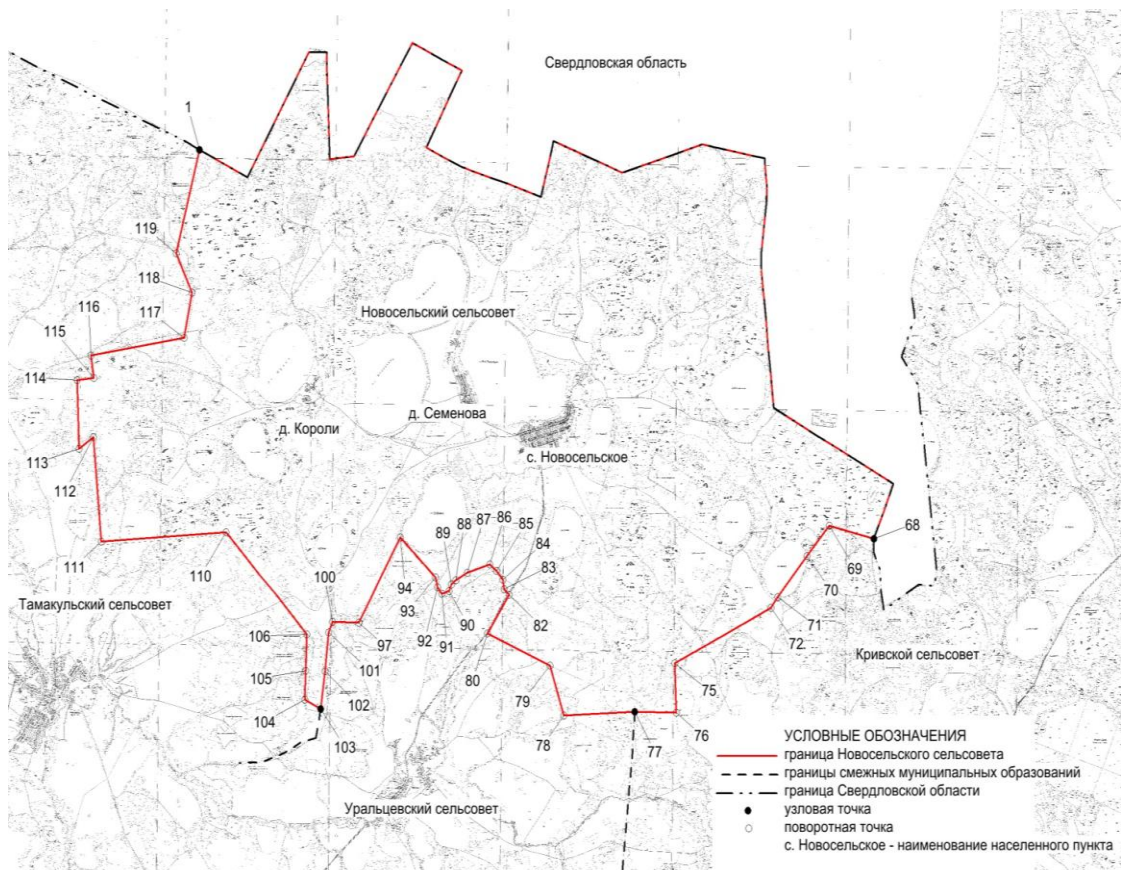 Свердловская область
1
119
118
Новосельский сельсовет
116
117
115
114
д. Семенова
д. Короли
с. Новосельское
113
112
68
86
87
88
85
89
69
84
100
94
83
70
111
110
93
82
71
Тамакульский сельсовет
92
91
90
72
106
97
101
Кривской сельсовет
80
105
75
102
79
104
103
78
77
76
УСЛОВНЫЕ ОБОЗНАЧЕНИЯ
граница Новосельского сельсовета
границы смежных муниципальных образований
граница Свердловской области
Уральцевский сельсовет
узловая точка
поворотная точка
с. Новосельское - наименование населенного пункта